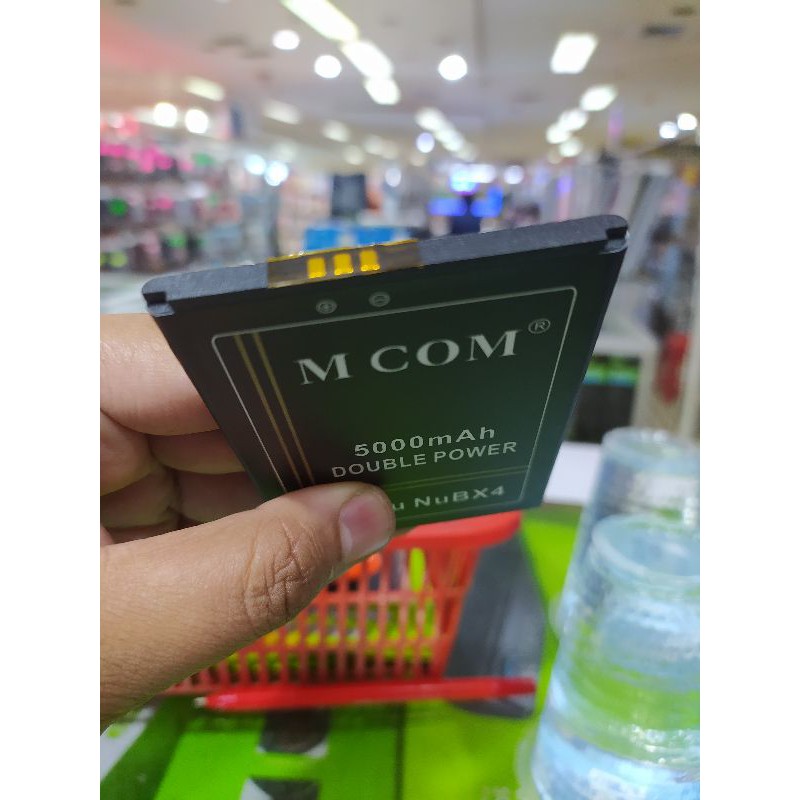 M COM®
5000mAh
DOUBLE POWER
NuBX4